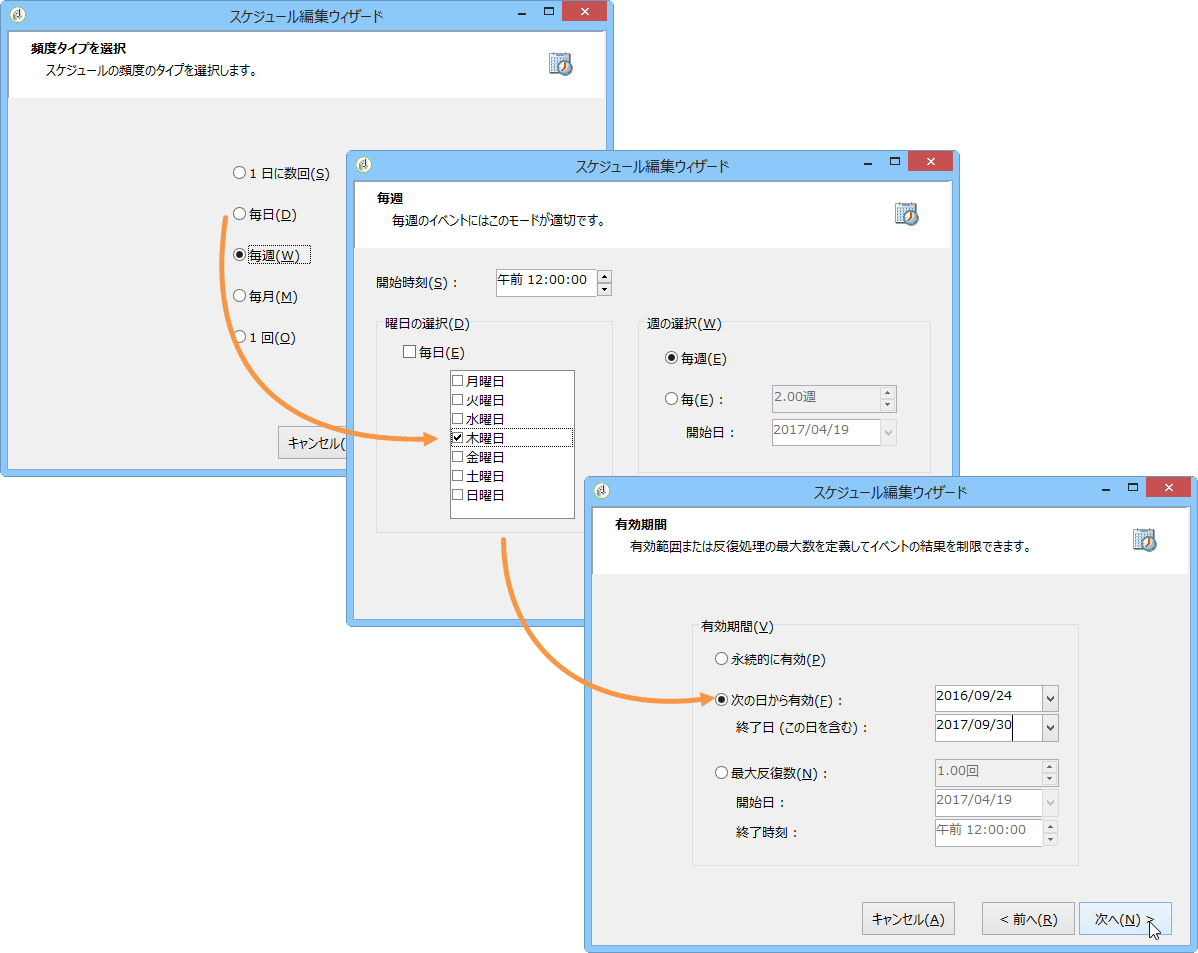 スケジュール編集ウィザード
頻度タイプを選択
スケジュールの頻度のタイプを選択します。
1 日に数回(S)
毎日(D)
毎週(W)
毎月(M)
1 回(O)
キャンセル(
スケジュール編集ウィザード
毎週
毎週のイベントにはこのモードが適切です。
開始時刻(S) : 午前 12:00:00
曜日の選択(D)
毎日(E)
月曜日
火曜日
水曜日
木曜日
金曜日
土曜日
日曜日
週の選択(W)
毎週(E)
毎(E) : 2.00週
開始日 : 2017/04/19
スケジュール編集ウィザード
有効期間
有効範囲または反復処理の最大数を定義してイベントの結果を制限できます。
有効期間(V)
永続的に有効(P)
次の日から有効(F) : 2016/09/24
終了日 (この日を含む) : 2017/09/30
最大反復数(N) : 1.00回
開始日 : 2017/04/19
終了時刻 : 午前 12:00:00
キャンセル(A) < 前へ(R) 次へ(N) >